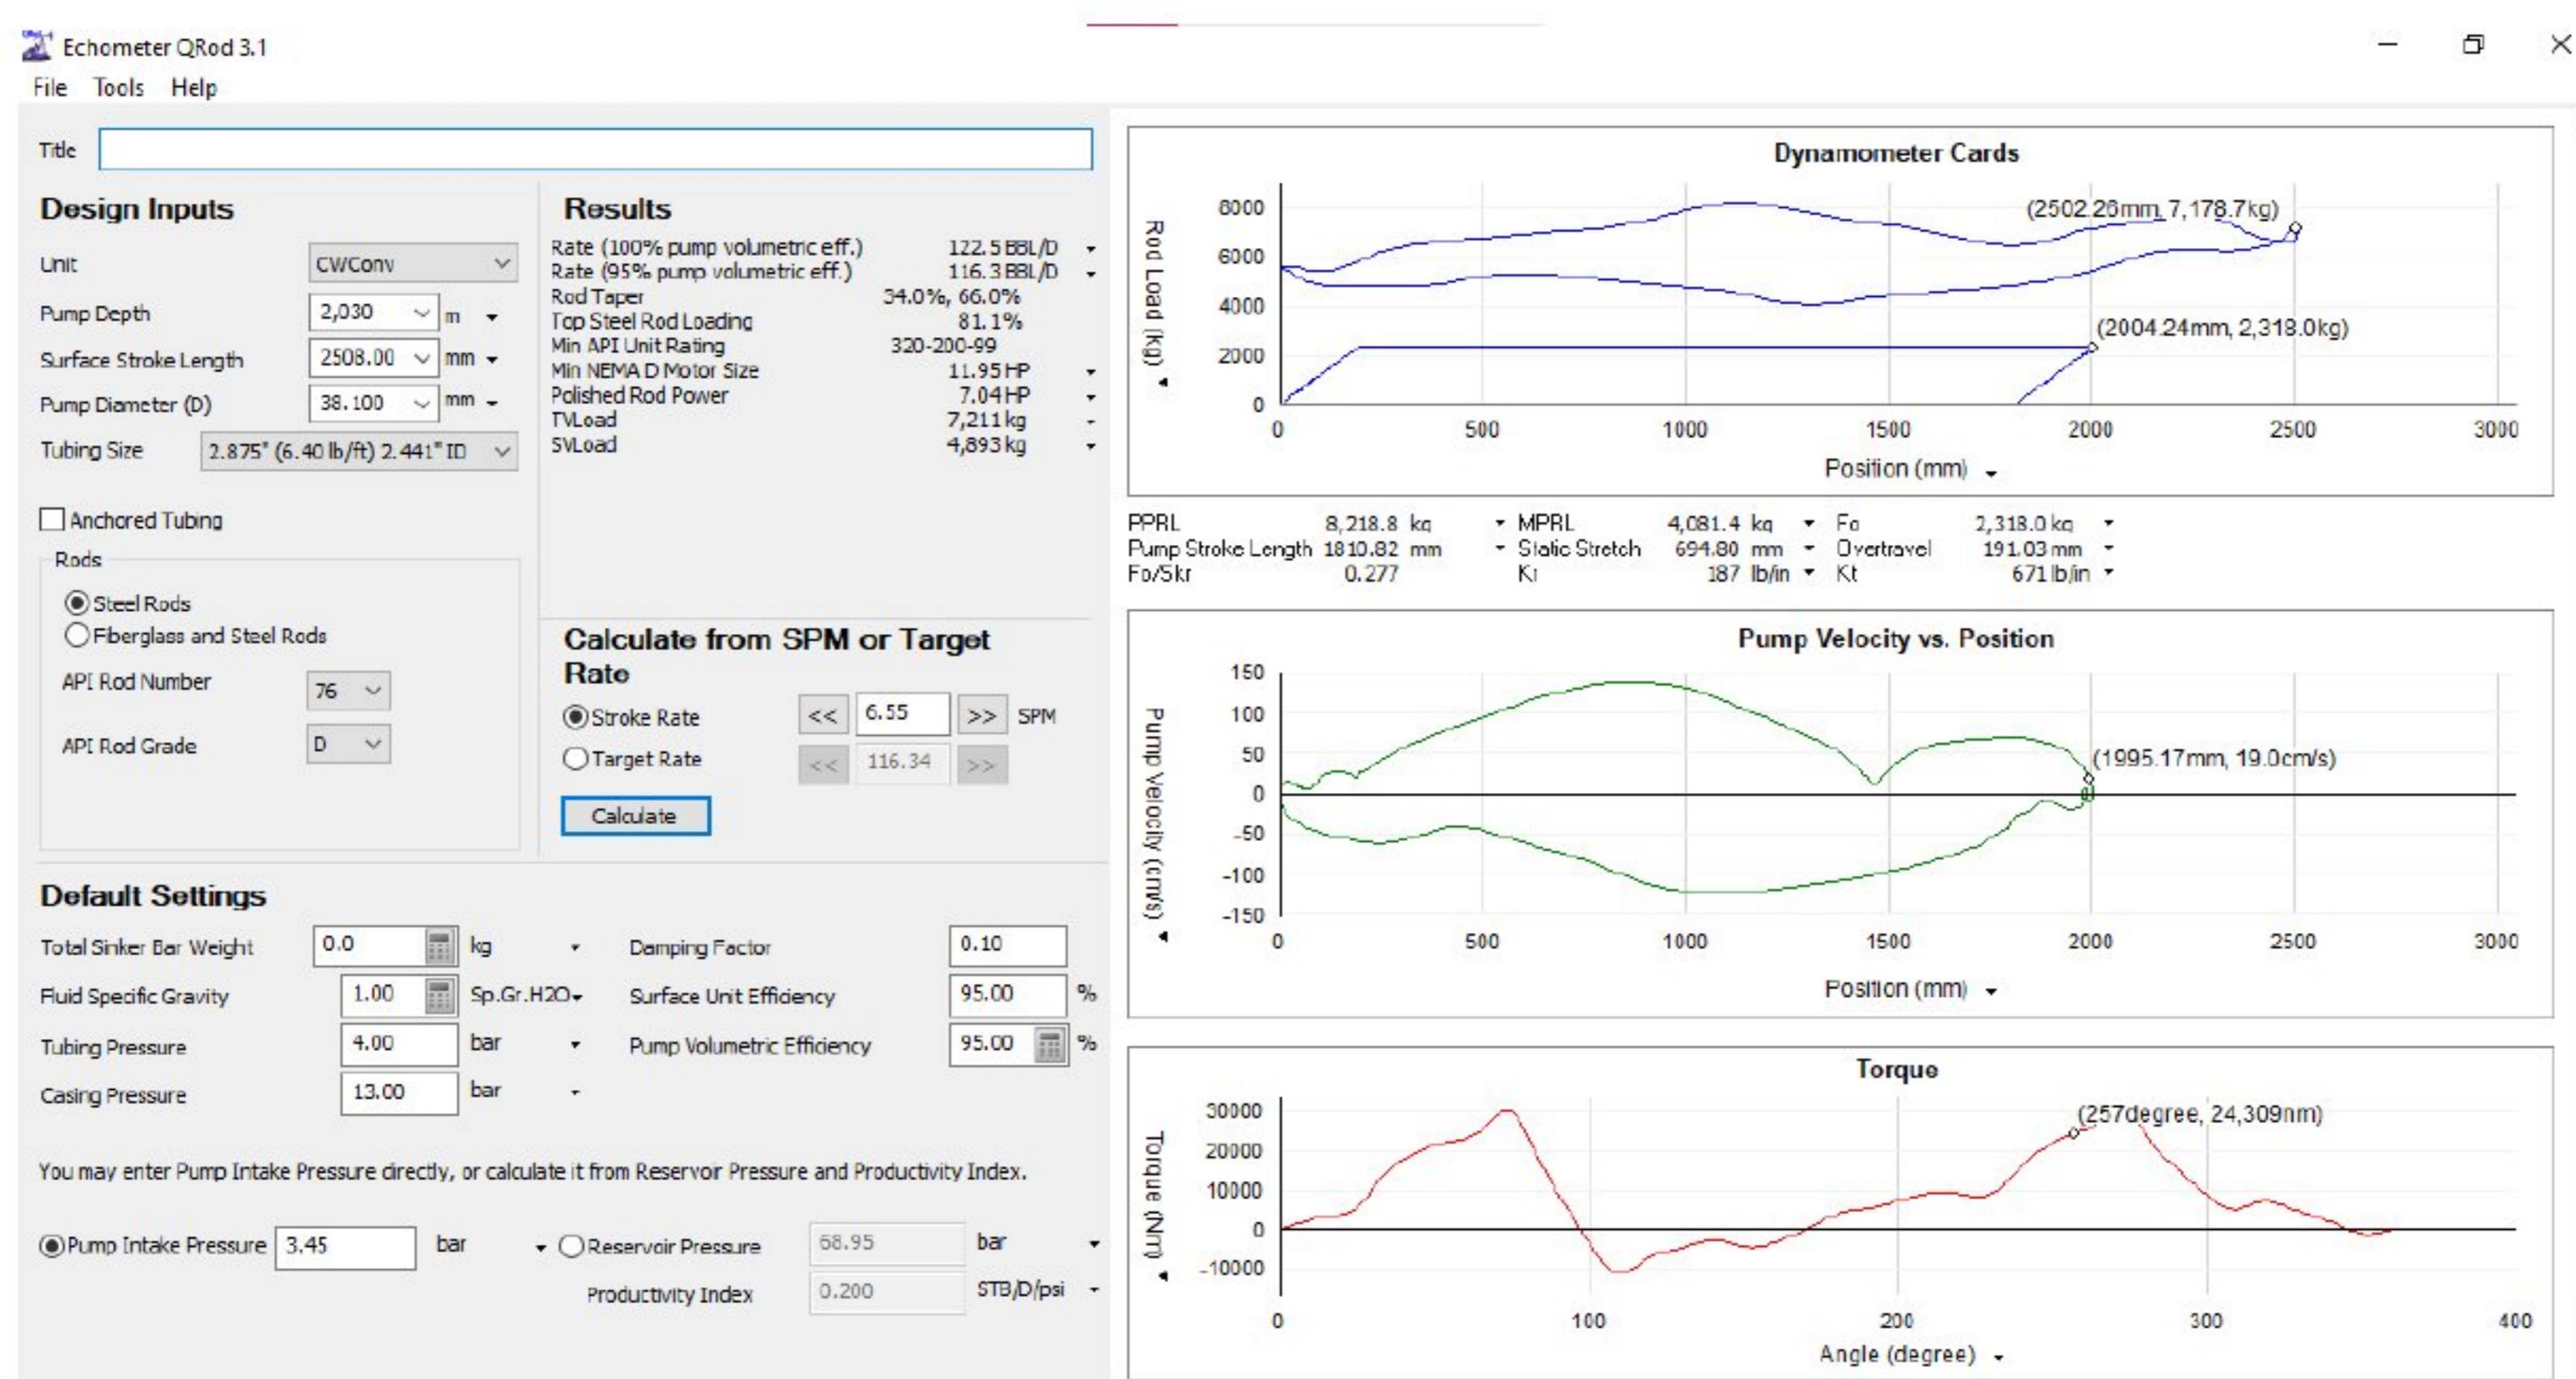 Echometer QRod 3.1
File Tools Help
Title
Design Inputs
Unit CWConv
Pump Depth 2,030 m
Surface Stroke Length 2508.00 mm
Pump Diameter (D) 38.100 mm
Tubing Size 2.875" (6.40 lb/ft) 2.441" ID
Anchored Tubing
Rods
Steel Rods
Fiberglass and Steel Rods
API Rod Number 76
API Rod Grade D
Results
Rate (100% pump volumetric eff.) 122.5 BBL/D
Rate (95% pump volumetric eff.) 116.3 BBL/D
Rod Taper 34.0%, 66.0%
Top Steel Rod Loading 81.1%
Min API Unit Rating 320-200-99
Min NEMA D Motor Size 11.95 HP
Polished Rod Power 7.04 HP
TVLoad 7,211 kg
SVLoad 4,893 kg
Calculate from SPM or Target
Rate
Stroke Rate << 6.55 >> SPM
Target Rate << 116.34 >>
Calculate
Default Settings
Total Sinker Bar Weight 0.0 kg
Fluid Specific Gravity 1.00 Sp.Gr.H2O
Tubing Pressure 4.00 bar
Casing Pressure 13.00 bar
Damping Factor 0.10
Surface Unit Efficiency 95.00 %
Pump Volumetric Efficiency 95.00 %
You may enter Pump Intake Pressure directly, or calculate it from Reservoir Pressure and Productivity Index.
Pump Intake Pressure 3.45 bar
Reservoir Pressure 68.95 bar
Productivity Index 0.200 STB/D/psi
Dynamometer Cards
Rod Load (kg)
8000
6000
4000
2000
0
(2502.26mm, 7,178.7kg)
(2004.24mm, 2,318.0kg)
0 500 1000 1500 2000 2500 3000
Position (mm)
PPRL 8,218.8 kg MPRL 4,081.4 kg Fo 2,318.0 kg
Pump Stroke Length 1810.82 mm Static Stretch 694.80 mm Overtravel 191.03 mm
Fo/Skr 0.277 Kr 187 lb/in Kt 671 lb/in
Pump Velocity vs. Position
Pump Velocity (cm/s)
150
100
50
0
-50
-100
-150
(1995.17mm, 19.0cm/s)
0 500 1000 1500 2000 2500 3000
Position (mm)
Torque
Torque (Nm)
30000
20000
10000
0
-10000
(257degree, 24,309nm)
0 100 200 300 400
Angle (degree)